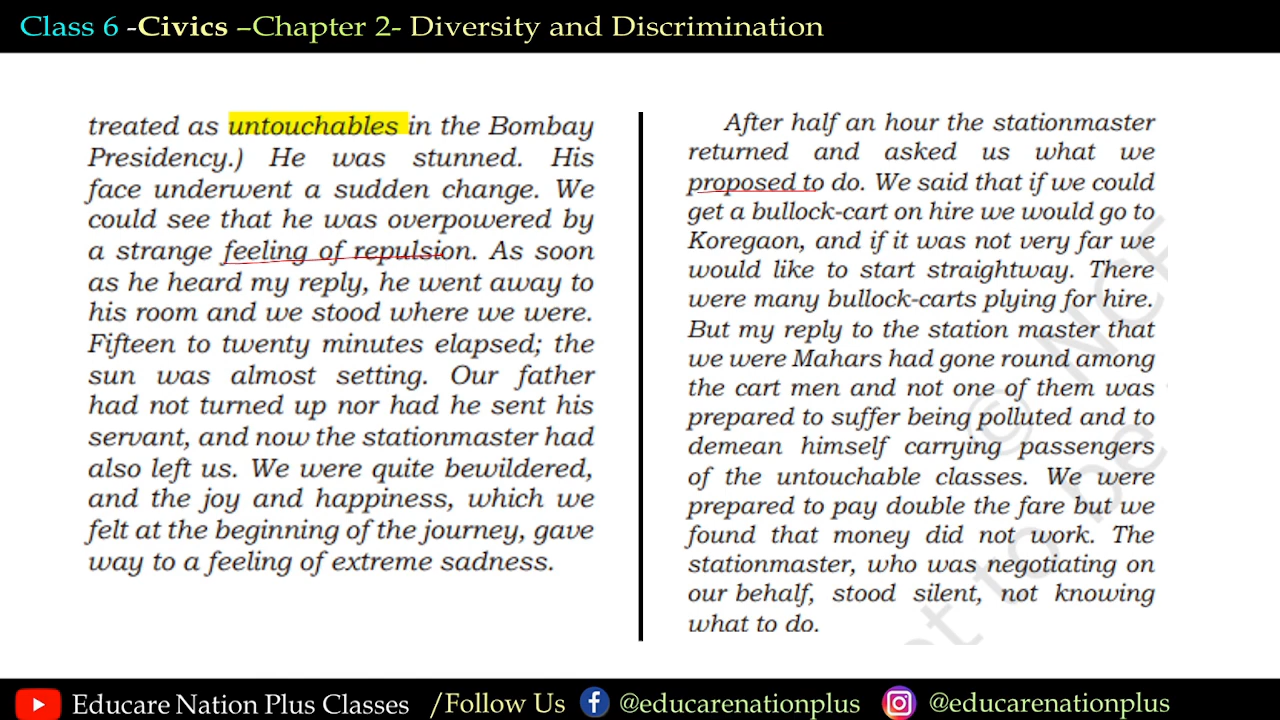 Class 6 -Civics –Chapter 2- Diversity and Discrimination
treated as untouchables in the Bombay
Presidency.) He was stunned. His
face underwent a sudden change. We
could see that he was overpowered by
a strange feeling of repulsion. As soon
as he heard my reply, he went away to
his room and we stood where we were.
Fifteen to twenty minutes elapsed; the
sun was almost setting. Our father
had not turned up nor had he sent his
servant, and now the stationmaster had
also left us. We were quite bewildered,
and the joy and happiness, which we
felt at the beginning of the journey, gave
way to a feeling of extreme sadness.
After half an hour the stationmaster
returned and asked us what we
proposed to do. We said that if we could
get a bullock-cart on hire we would go to
Koregaon, and if it was not very far we
would like to start straightway. There
were many bullock-carts plying for hire.
But my reply to the station master that
we were Mahars had gone round among
the cart men and not one of them was
prepared to suffer being polluted and to
demean himself carrying passengers
of the untouchable classes. We were
prepared to pay double the fare but we
found that money did not work. The
stationmaster, who was negotiating on
our behalf, stood silent, not knowing
what to do.
Educare Nation Plus Classes /Follow Us @educarenationplus @educarenationplus